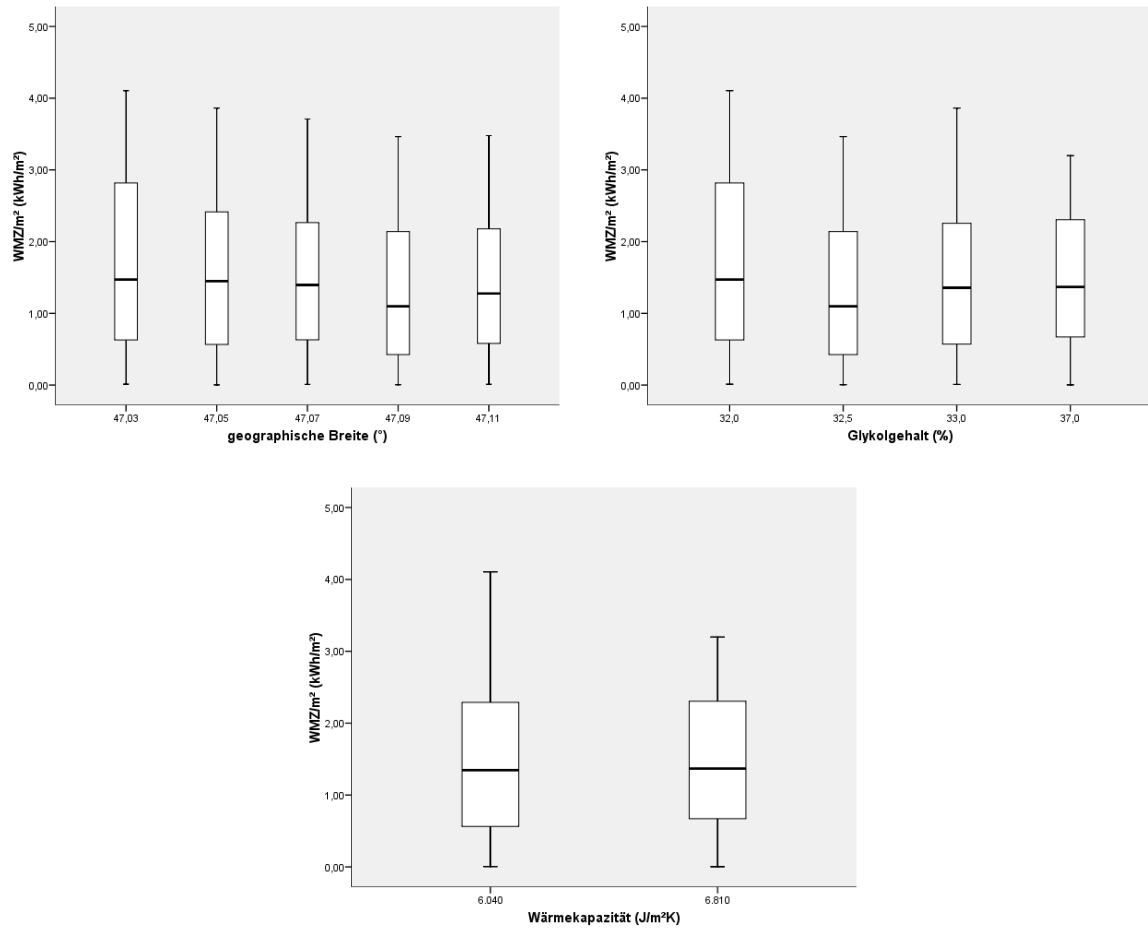 5,00
4,00
3,00
2,00
1,00
0,00
WMZ/m² (kWh/m²)
47,03 47,05 47,07 47,09 47,11
geographische Breite (°)
5,00
4,00
3,00
2,00
1,00
0,00
WMZ/m² (kWh/m²)
32,0 32,5 33,0 37,0
Glykolgehalt (%)
5,00
4,00
3,00
2,00
1,00
0,00
WMZ/m² (kWh/m²)
6.040 6.810
Wärmekapazität (J/m²K)